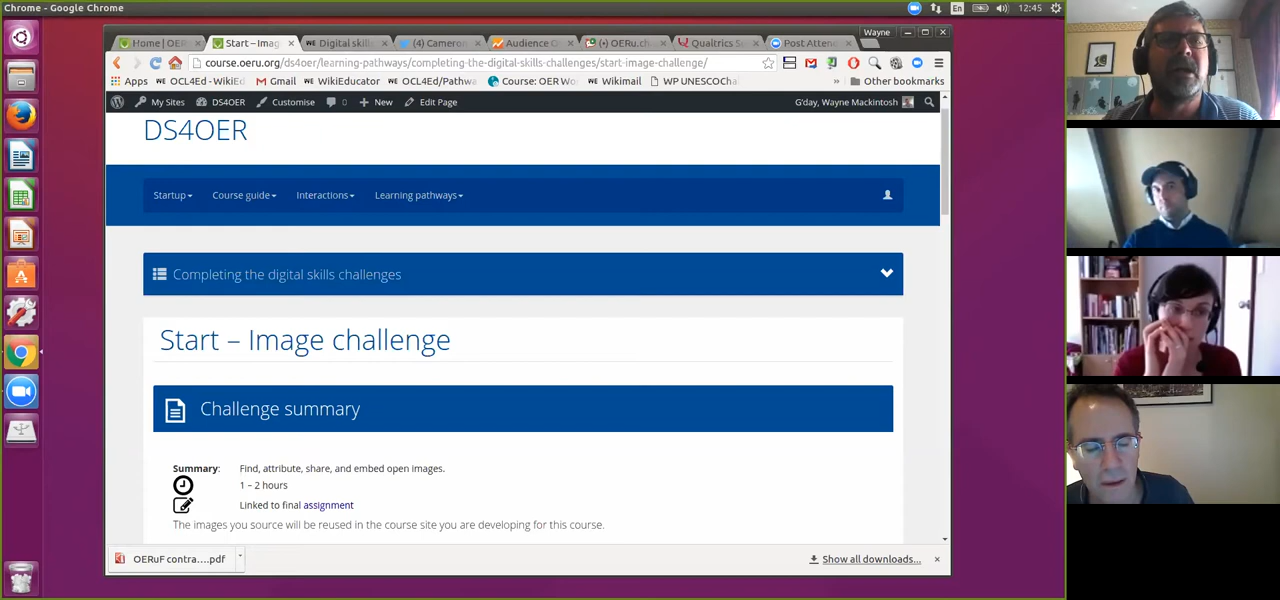 Chrome - Google Chrome
En
12:45
Home | OER
Start – Imag
Digital skills
(4) Cameron
Audience O
OERu.ch
Qualtrics S
Post Atten
Wayne
course.oeru.org/ds4oer/learning-pathways/completing-the-digital-skills-challenges/start-image-challenge/
Apps
OCL4Ed - WikiEd
Gmail
WikiEducator
OCL4Ed/Pathwa
Course: OER Wo
Wikimail
WP UNESCOChai
Other bookmarks
My Sites
DS4OER
Customise
0
New
Edit Page
G'day, Wayne Mackintosh
DS4OER
Startup
Course guide
Interactions
Learning pathways
Completing the digital skills challenges
Start – Image challenge
Challenge summary
Summary: Find, attribute, share, and embed open images.
1 – 2 hours
Linked to final assignment
The images you source will be reused in the course site you are developing for this course.
OERuF contra....pdf
Show all downloads...